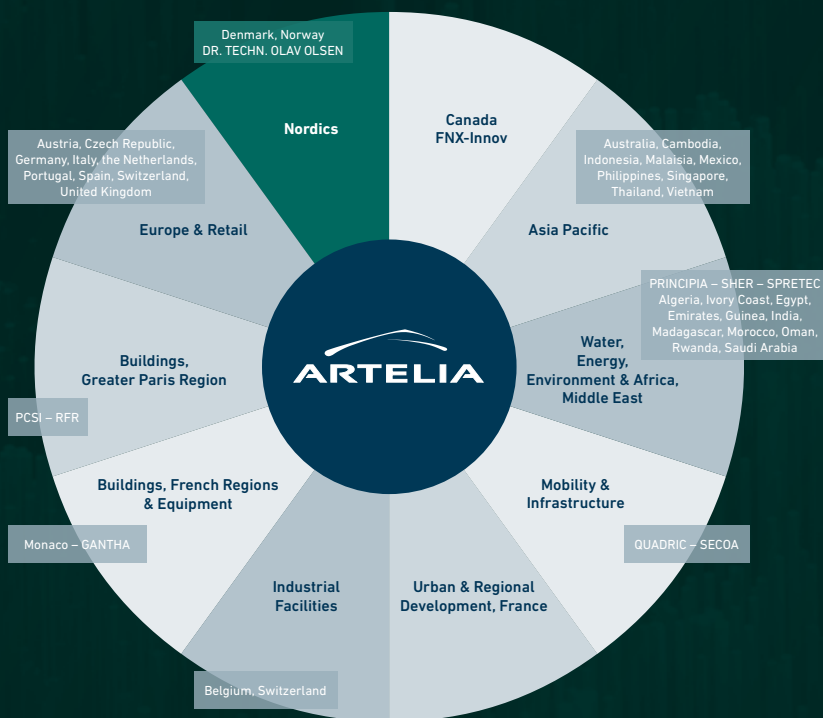 Denmark, Norway
DR. TECHN. OLAV OLSEN
Nordics
Canada
FNX-Innov
Austria, Czech Republic,
Germany, Italy, the Netherlands,
Portugal, Spain, Switzerland,
United Kingdom
Europe & Retail
Australia, Cambodia,
Indonesia, Malaisia, Mexico,
Philippines, Singapore,
Thailand, Vietnam
Asia Pacific
PRINCIPIA – SHER – SPRETEC
Algeria, Ivory Coast, Egypt,
Emirates, Guinea, India,
Madagascar, Morocco, Oman,
Rwanda, Saudi Arabia
Water,
Energy,
Environment & Africa,
Middle East
ARTELIA
Buildings,
Greater Paris Region
PCSI – RFR
Buildings, French Regions
& Equipment
Monaco – GANTHA
Mobility &
Infrastructure
QUADRIC – SECOA
Industrial
Facilities
Belgium, Switzerland
Urban & Regional
Development, France